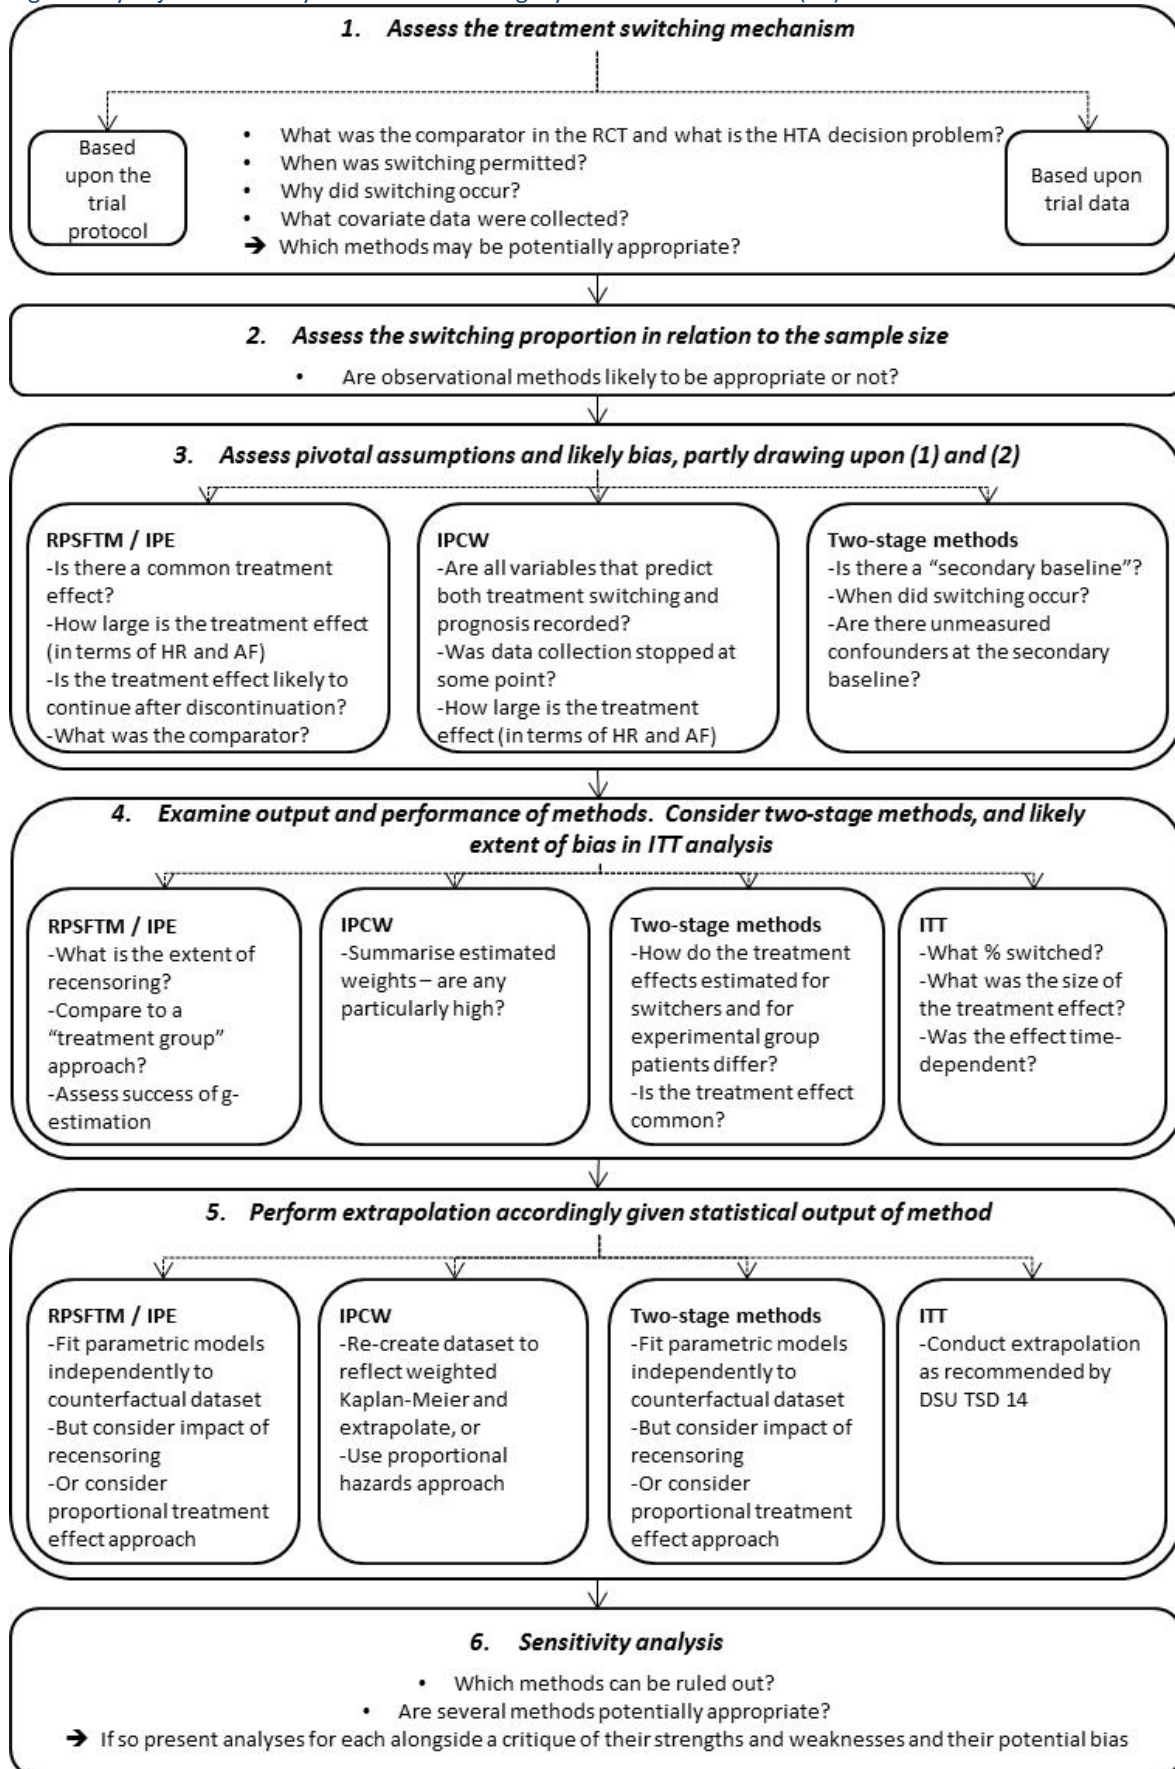 1. Assess the treatment switching mechanism
Based
upon the
trial
protocol
• What was the comparator in the RCT and what is the HTA decision problem?
• When was switching permitted?
• Why did switching occur?
• What covariate data were collected?
➔ Which methods may be potentially appropriate?
Based upon
trial data
2. Assess the switching proportion in relation to the sample size
• Are observational methods likely to be appropriate or not?
3. Assess pivotal assumptions and likely bias, partly drawing upon (1) and (2)
RPSFTM / IPE
-Is there a common treatment
effect?
-How large is the treatment effect
(in terms of HR and AF)
-Is the treatment effect likely to
continue after discontinuation?
-What was the comparator?
IPCW
-Are all variables that predict
both treatment switching and
prognosis recorded?
-Was data collection stopped at
some point?
-How large is the treatment
effect (in terms of HR and AF)
Two-stage methods
-Is there a “secondary baseline”?
-When did switching occur?
-Are there unmeasured
confounders at the secondary
baseline?
4. Examine output and performance of methods. Consider two-stage methods, and likely
extent of bias in ITT analysis
RPSFTM / IPE
-What is the extent of
recensoring?
-Compare to a
“treatment group”
approach?
-Assess success of g-
estimation
IPCW
-Summarise estimated
weights – are any
particularly high?
Two-stage methods
-How do the treatment
effects estimated for
switchers and for
experimental group
patients differ?
-Is the treatment effect
common?
ITT
-What % switched?
-What was the size of
the treatment effect?
-Was the effect time-
dependent?
5. Perform extrapolation accordingly given statistical output of method
RPSFTM / IPE
-Fit parametric models
independently to
counterfactual dataset
-But consider impact of
recensoring
-Or consider
proportional treatment
effect approach
IPCW
-Re-create dataset to
reflect weighted
Kaplan-Meier and
extrapolate, or
-Use proportional
hazards approach
Two-stage methods
-Fit parametric models
independently to
counterfactual dataset
-But consider impact of
recensoring
-Or consider
proportional treatment
effect approach
ITT
-Conduct extrapolation
as recommended by
DSU TSD 14
6. Sensitivity analysis
• Which methods can be ruled out?
• Are several methods potentially appropriate?
➔ If so present analyses for each alongside a critique of their strengths and weaknesses and their potential bias